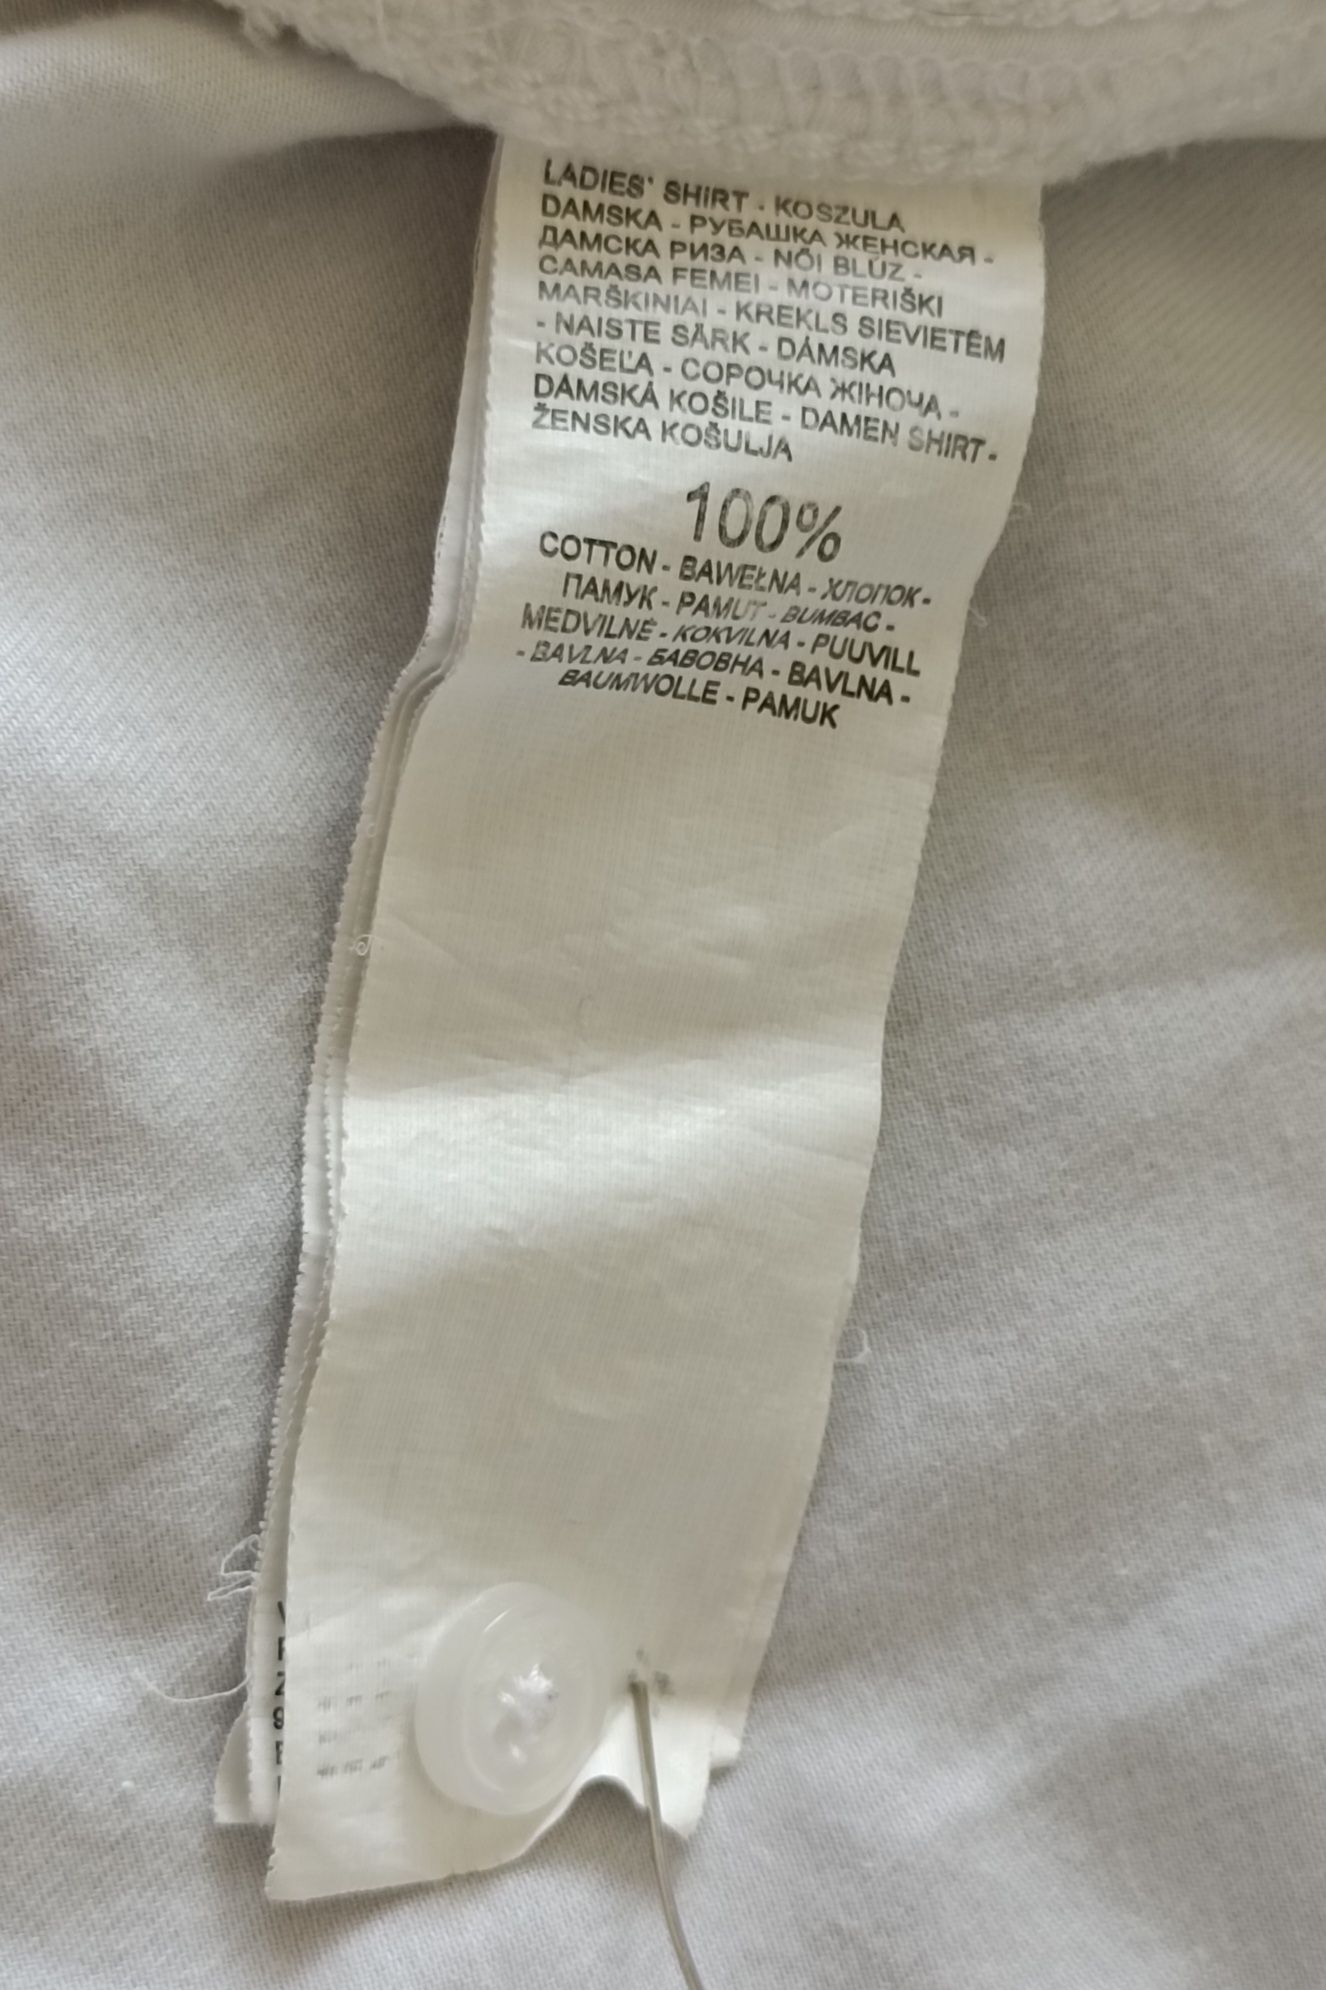 LADIES' SHIRT - KOSZULA
DAMSKA - РУБАШКА ЖЕНСКАЯ -
ДАМСКА РИЗА - NŐI BLÚZ -
CAMASA FEMEI - MOTERIŠKI
MARŠKINIAI - KREKLS SIEVIETĒM
- NAISTE SÄRK - DÁMSKA
KOŠEĽA - СОРОЧКА ЖІНОЧА -
DÁMSKÁ KOŠILE - DAMEN SHIRT -
ŽENSKA KOŠULJA
100%
COTTON - BAWEŁNA - ХЛОПОК -
ПАМУК - PAMUT - BUMBAC -
MEDVILNĖ - KOKVILNA - PUUVILL
- BAVLNA - БАВОВНА - BAVLNA -
BAUMWOLLE - PAMUK